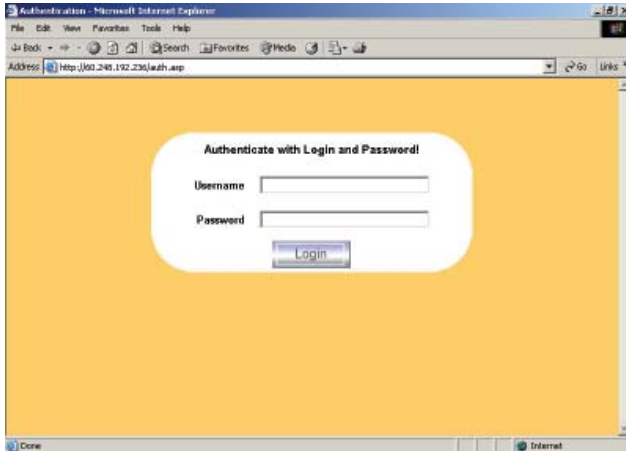 Authentication - Microsoft Internet Explorer
File Edit View Favorites Tools Help
Back Search Favorites Media
Address http://60.248.192.236/auth.asp Go Links
Authenticate with Login and Password!
Username
Password
Login
Done Internet